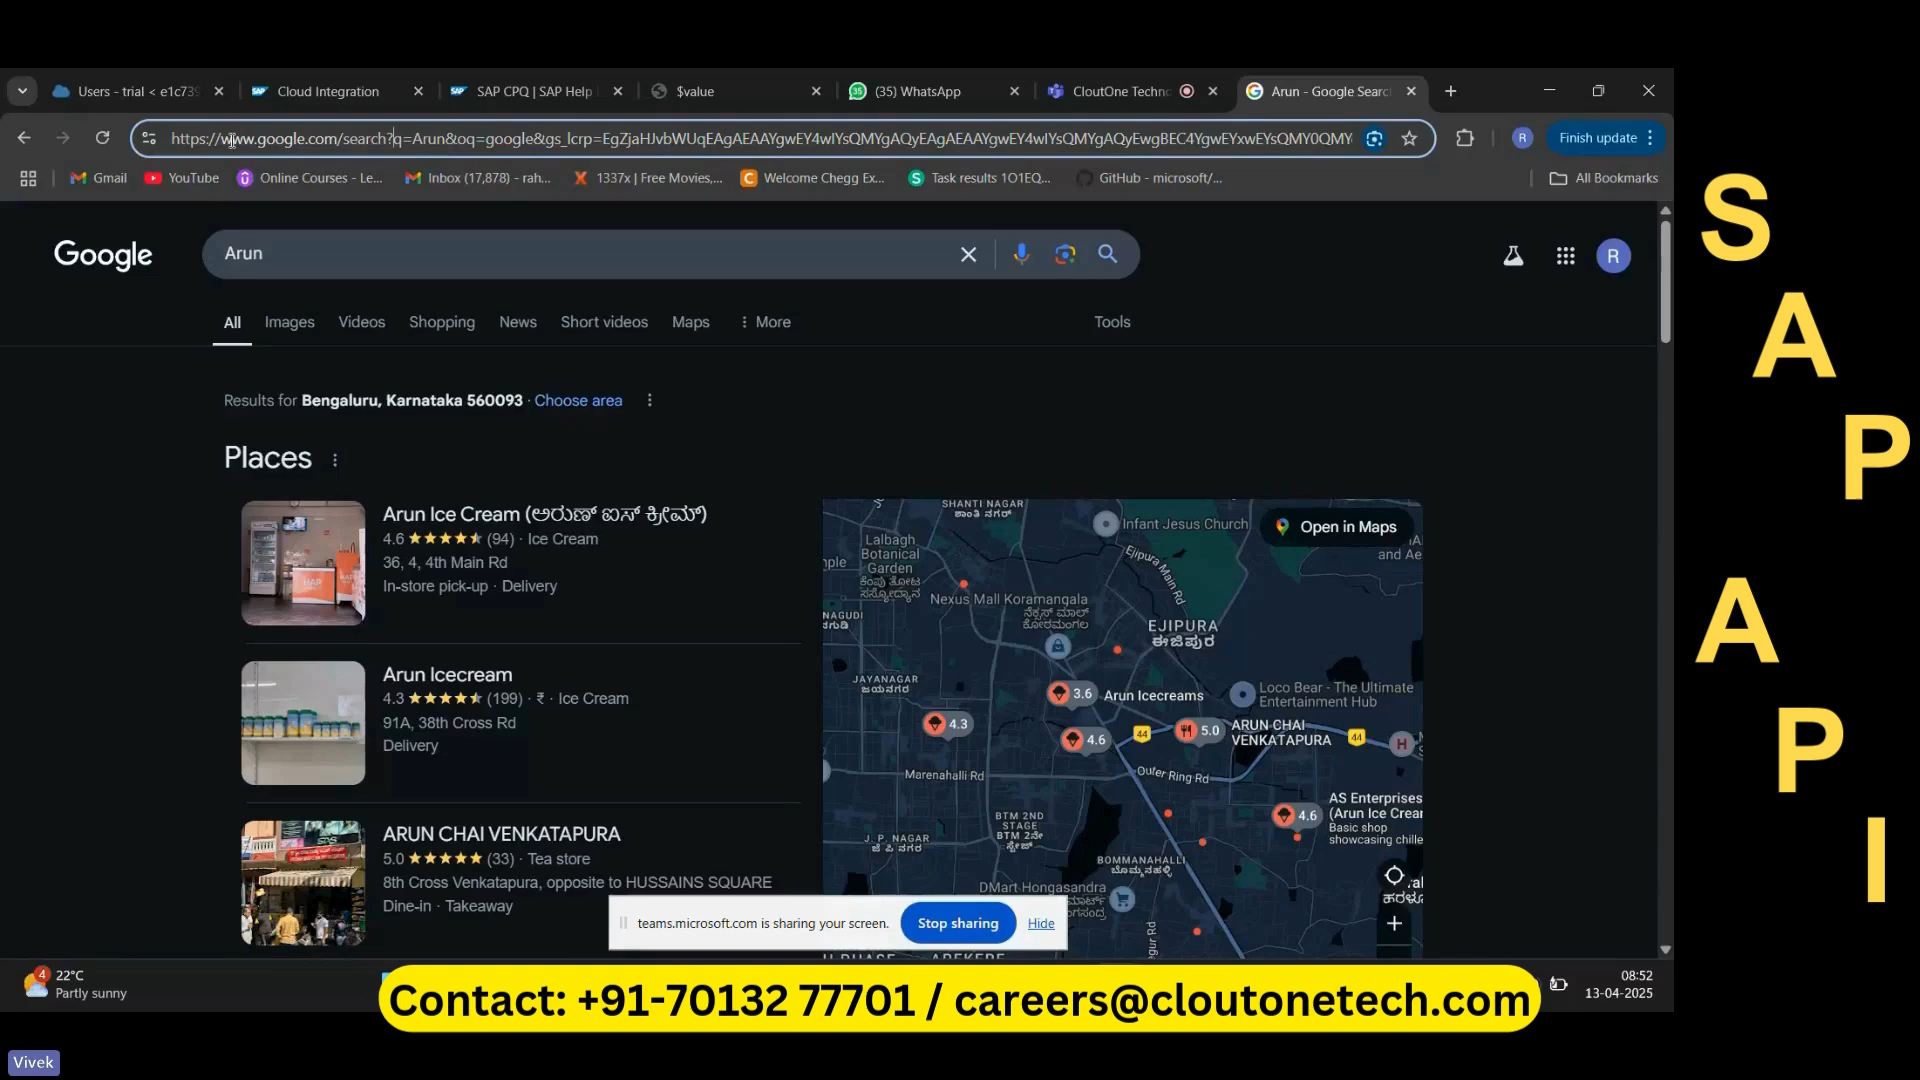 Users - trial < e1c739
Cloud Integration
SAP CPQ | SAP Help
$value
(35) WhatsApp
CloutOne Techno
Arun - Google Search
https://www.google.com/search?q=Arun&oq=google&gs_lcrp=EgZjaHJvbWUqEAgAEAAYgwEY4wIYsQMYgAQyEAgAEAAYgwEY4wIYsQMYgAQyEwgBEC4YgwEYxwEYsQMY0QMY
Finish update
Gmail
YouTube
Online Courses - Le...
Inbox (17,878) - rah...
1337x | Free Movies,...
Welcome Chegg Ex...
Task results 1O1EQ...
GitHub - microsoft/...
All Bookmarks
Google
Arun
R
All
Images
Videos
Shopping
News
Short videos
Maps
More
Tools
Results for Bengaluru, Karnataka 560093 · Choose area
Places
Arun Ice Cream (ಅರುಣ್ ಐಸ್ ಕ್ರೀಮ್)
4.6 (94) · Ice Cream
36, 4, 4th Main Rd
In-store pick-up · Delivery
Arun Icecream
4.3 (199) · ₹ · Ice Cream
91A, 38th Cross Rd
Delivery
ARUN CHAI VENKATAPURA
5.0 (33) · Tea store
8th Cross Venkatapura, opposite to HUSSAINS SQUARE
Dine-in · Takeaway
SHANTI NAGAR
ಶಾಂತಿ ನಗರ್
Infant Jesus Church
Open in Maps
Lalbagh
Botanical
Garden
Ejipura Main Rd
Nexus Mall Koramangala
EJIPURA
ಈಜಿಪುರ
JAYANAGAR
ಜಯನಗರ್
3.6
Arun Icecreams
Loco Bear - The Ultimate
Entertainment Hub
4.3
4.6
44
5.0
ARUN CHAI
VENKATAPURA
44
H
Marenahalli Rd
Outer Ring Rd
4.6
AS Enterprises
(Arun Ice Crear
Basic shop
showcasing chille
BTM 2ND
STAGE
J. P. NAGAR
BOMMANAHALLI
DMart Hongasandra
teams.microsoft.com is sharing your screen.
Stop sharing
Hide
4
22°C
Partly sunny
08:52
13-04-2025
Contact: +91-70132 77701 / careers@cloutonetech.com
Vivek
S
A
P
A
P
I